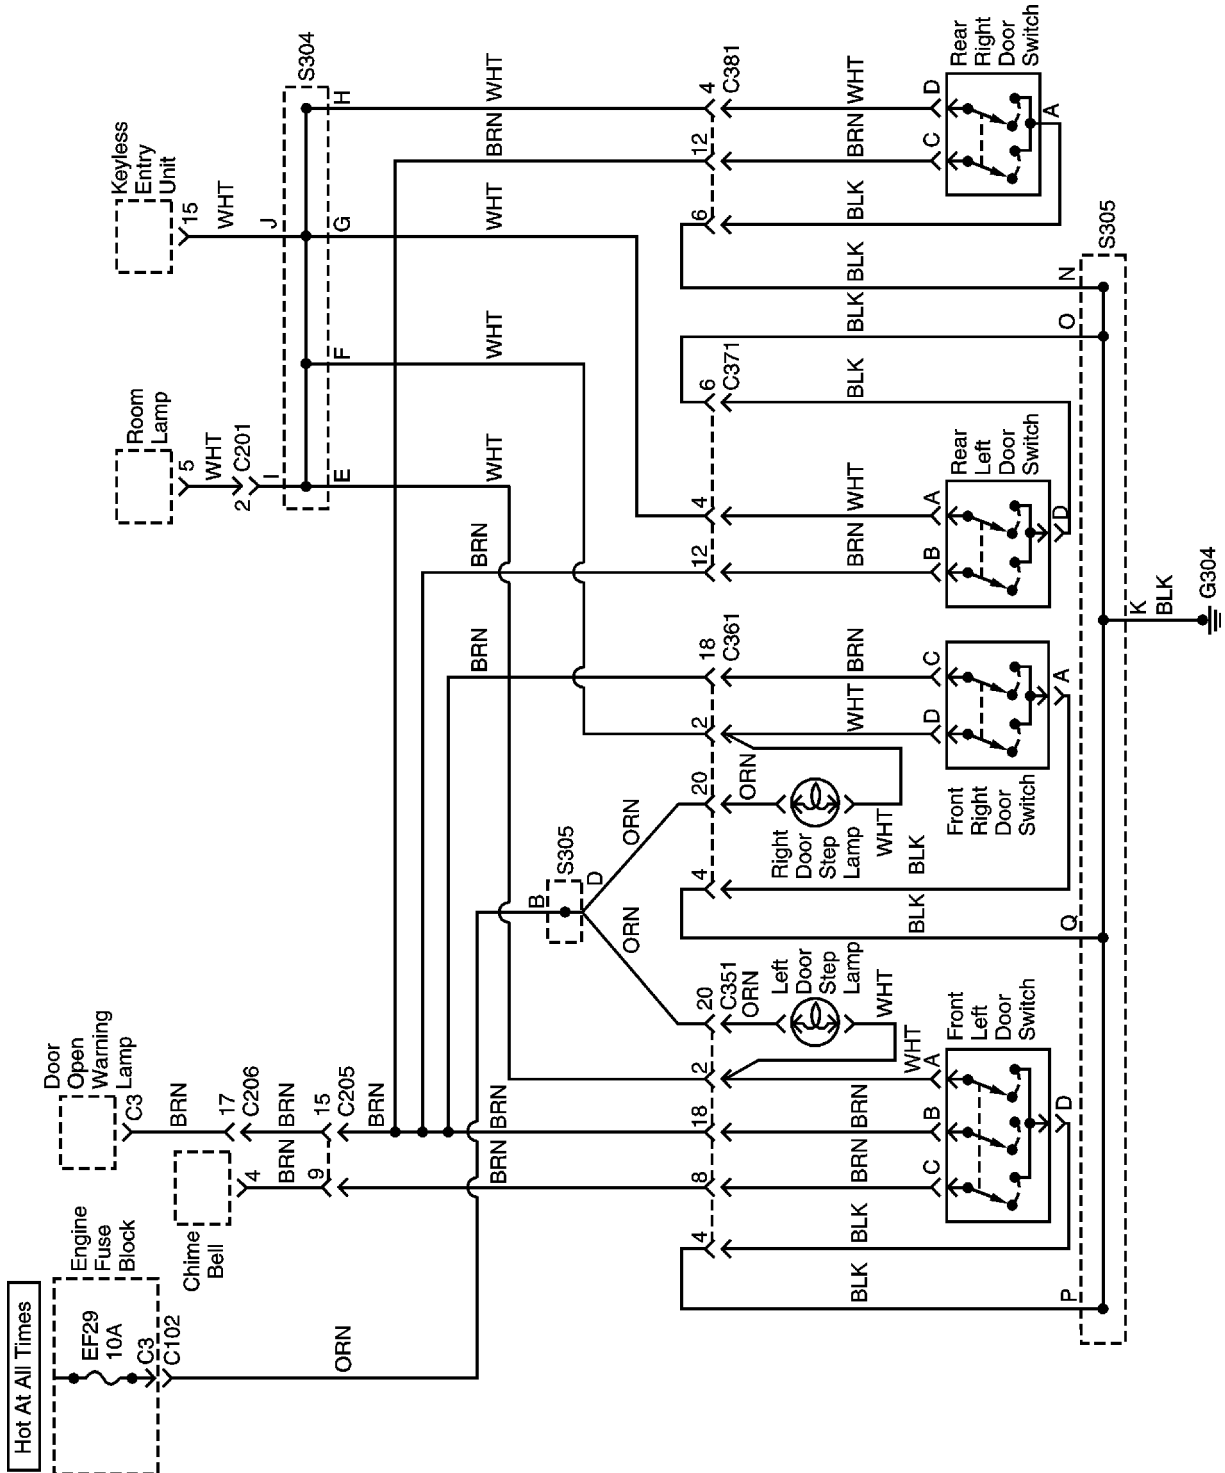 Hot At All Times
EF29
10A
C3
C102
Engine
Fuse
Block
ORN
Door
Open
Warning
Lamp
C3
BRN
17
C206
BRN
15
C205
BRN
Chime
Bell
4
BRN
9
BRN
BRN
Room
Lamp
5
WHT
2
C201
I
Keyless
Entry
Unit
15
WHT
J
S304
E
F
G
H
WHT
WHT
WHT
WHT
BRN
BRN
BRN
B
S305
D
ORN
ORN
4
8
18
2
20
C351
ORN
Left
Door
Step
Lamp
WHT
WHT
4
20
ORN
Right
Door
Step
Lamp
WHT
2
18
C361
12
4
6
C371
6
12
4
C381
BLK
BLK
BRN
BRN
BLK
BLK
WHT
BRN
BRN
WHT
BLK
BLK
BLK
BLK
BRN
WHT
C
B
A
Front
Left
Door
Switch
D
Front
Right
Door
Switch
D
C
A
B
A
Rear
Left
Door
Switch
D
C
D
Rear
Right
Door
Switch
A
P
Q
O
N
S305
K
BLK
G304